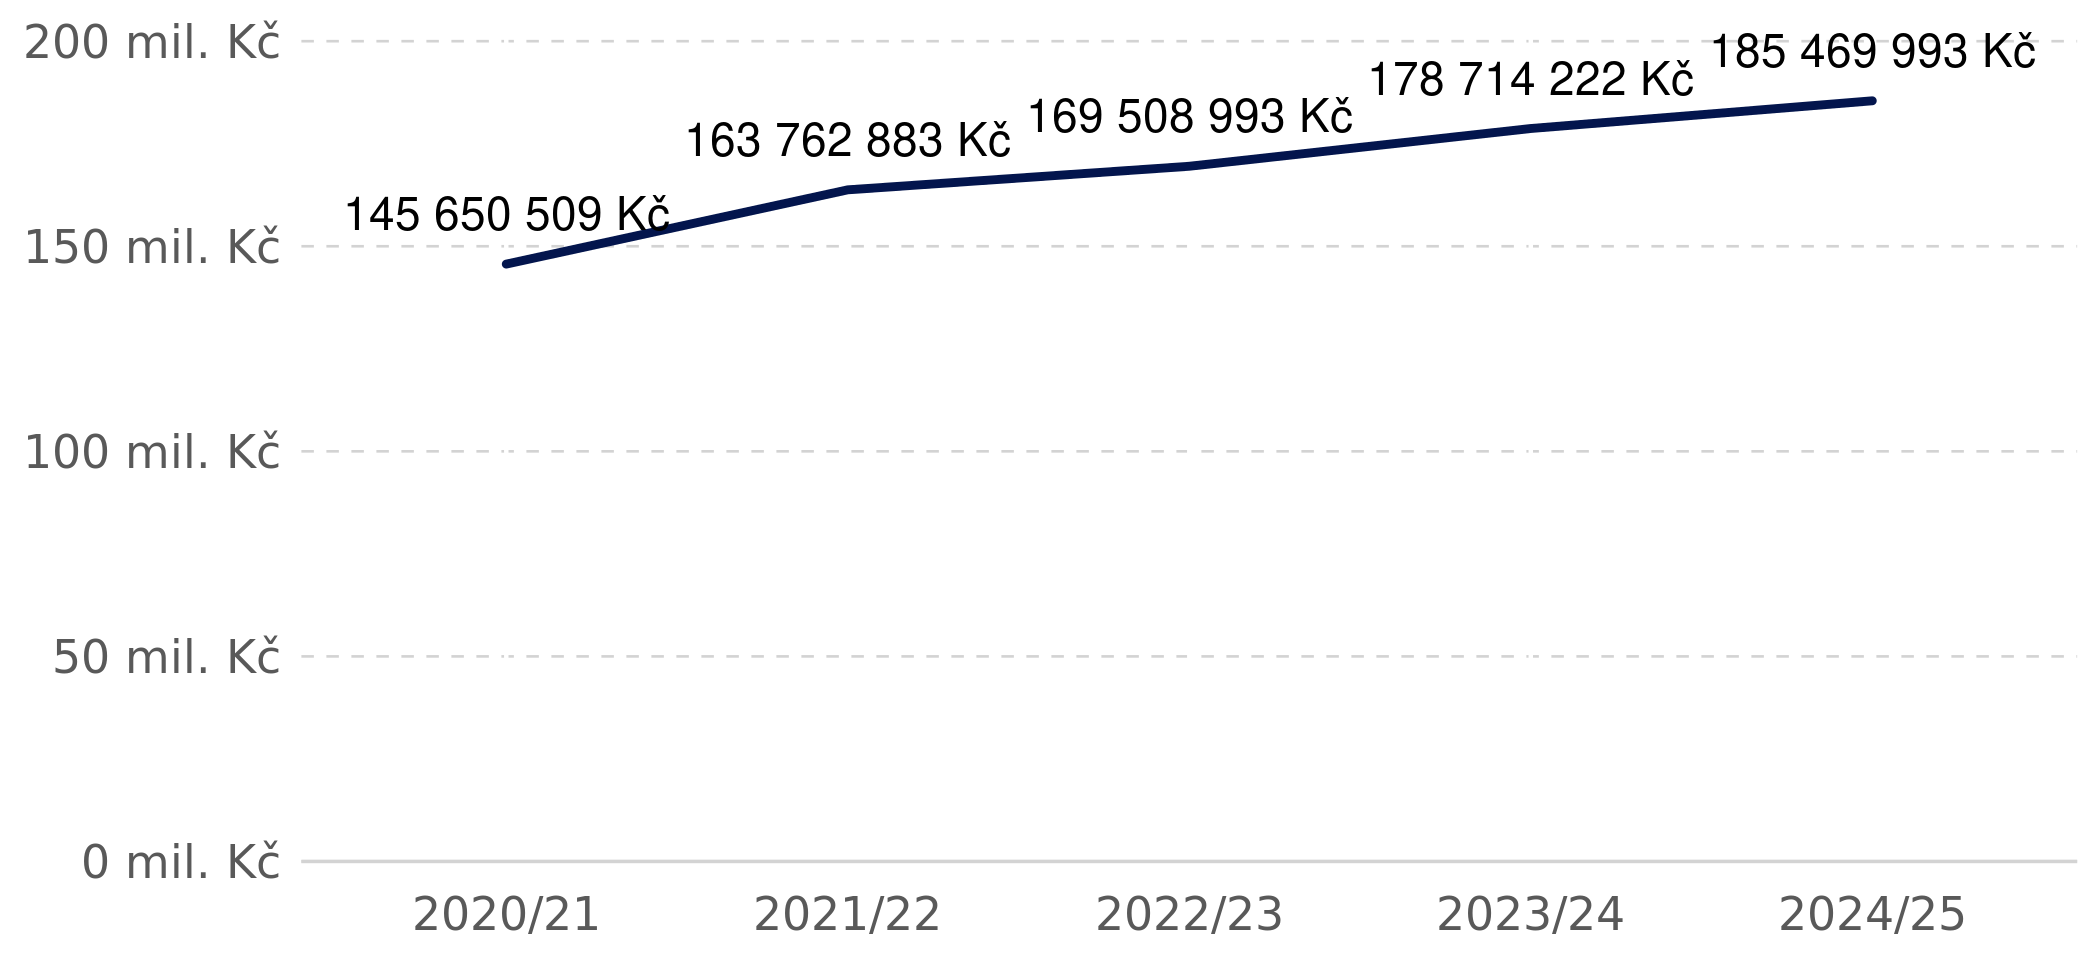 200 mil. Kč
150 mil. Kč
100 mil. Kč
50 mil. Kč
0 mil. Kč
145 650 509 Kč
163 762 883 Kč
169 508 993 Kč
178 714 222 Kč
185 469 993 Kč
2020/21
2021/22
2022/23
2023/24
2024/25